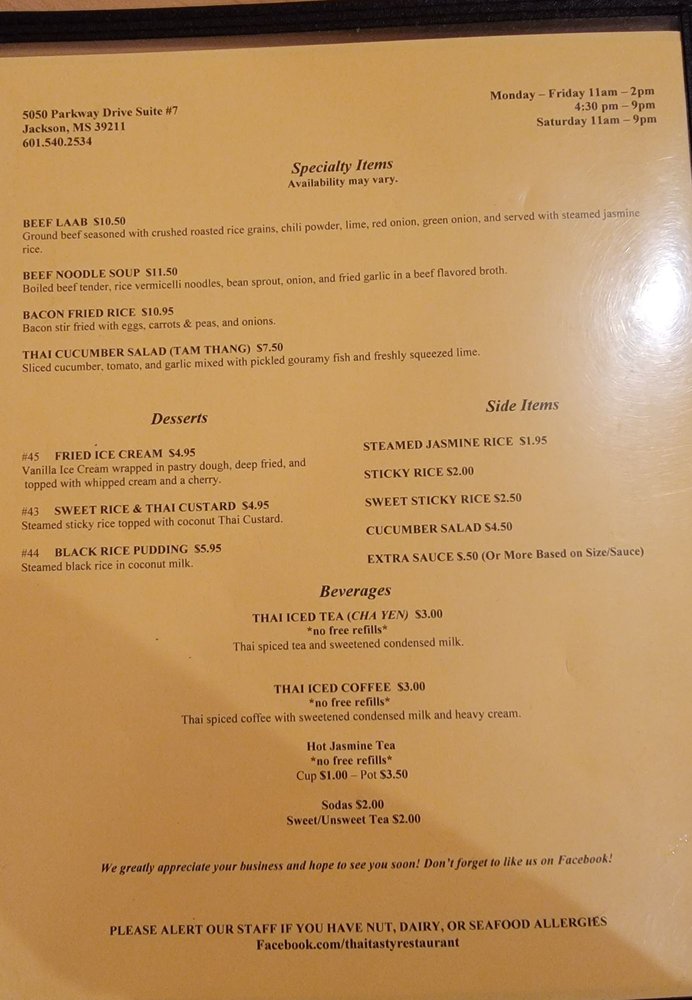 5050 Parkway Drive Suite #7
Jackson, MS 39211
601.540.2534
Monday – Friday 11am – 2pm
4:30 pm – 9pm
Saturday 11am – 9pm
Specialty Items
Availability may vary.
BEEF LAAB $10.50
Ground beef seasoned with crushed roasted rice grains, chili powder, lime, red onion, green onion, and served with steamed jasmine
rice.
BEEF NOODLE SOUP $11.50
Boiled beef tender, rice vermicelli noodles, bean sprout, onion, and fried garlic in a beef flavored broth.
BACON FRIED RICE $10.95
Bacon stir fried with eggs, carrots & peas, and onions.
THAI CUCUMBER SALAD (TAM THANG) $7.50
Sliced cucumber, tomato, and garlic mixed with pickled gouramy fish and freshly squeezed lime.
Desserts
#45 FRIED ICE CREAM $4.95
Vanilla Ice Cream wrapped in pastry dough, deep fried, and
topped with whipped cream and a cherry.
#43 SWEET RICE & THAI CUSTARD $4.95
Steamed sticky rice topped with coconut Thai Custard.
#44 BLACK RICE PUDDING $5.95
Steamed black rice in coconut milk.
Side Items
STEAMED JASMINE RICE $1.95
STICKY RICE $2.00
SWEET STICKY RICE $2.50
CUCUMBER SALAD $4.50
EXTRA SAUCE $.50 (Or More Based on Size/Sauce)
Beverages
THAI ICED TEA (CHA YEN) $3.00
*no free refills*
Thai spiced tea and sweetened condensed milk.
THAI ICED COFFEE $3.00
*no free refills*
Thai spiced coffee with sweetened condensed milk and heavy cream.
Hot Jasmine Tea
*no free refills*
Cup $1.00 – Pot $3.50
Sodas $2.00
Sweet/Unsweet Tea $2.00
We greatly appreciate your business and hope to see you soon! Don't forget to like us on Facebook!
PLEASE ALERT OUR STAFF IF YOU HAVE NUT, DAIRY, OR SEAFOOD ALLERGIES
Facebook.com/thaitastyrestaurant